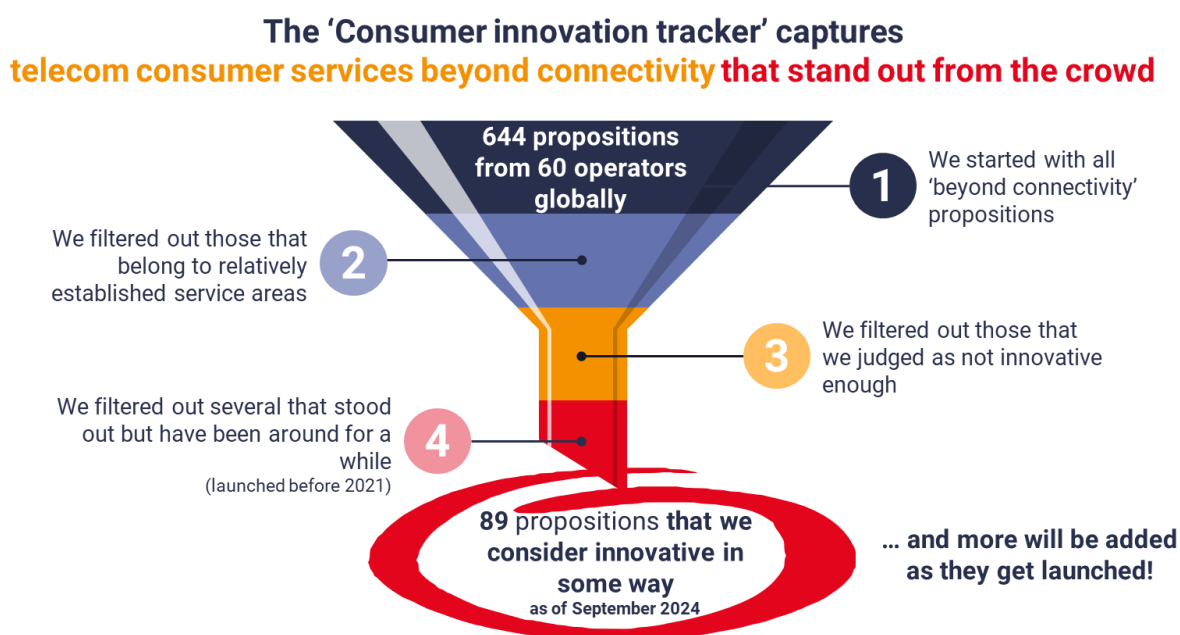 The ‘Consumer innovation tracker’ captures
telecom consumer services beyond connectivity that stand out from the crowd
644 propositions
from 60 operators
globally
1
We started with all
‘beyond connectivity’
propositions
We filtered out those that
belong to relatively
established service areas
2
3
We filtered out those that
we judged as not innovative
enough
We filtered out several that stood
out but have been around for a
while
(launched before 2021)
4
89 propositions that we
consider innovative in
some way
as of September 2024
... and more will be added
as they get launched!